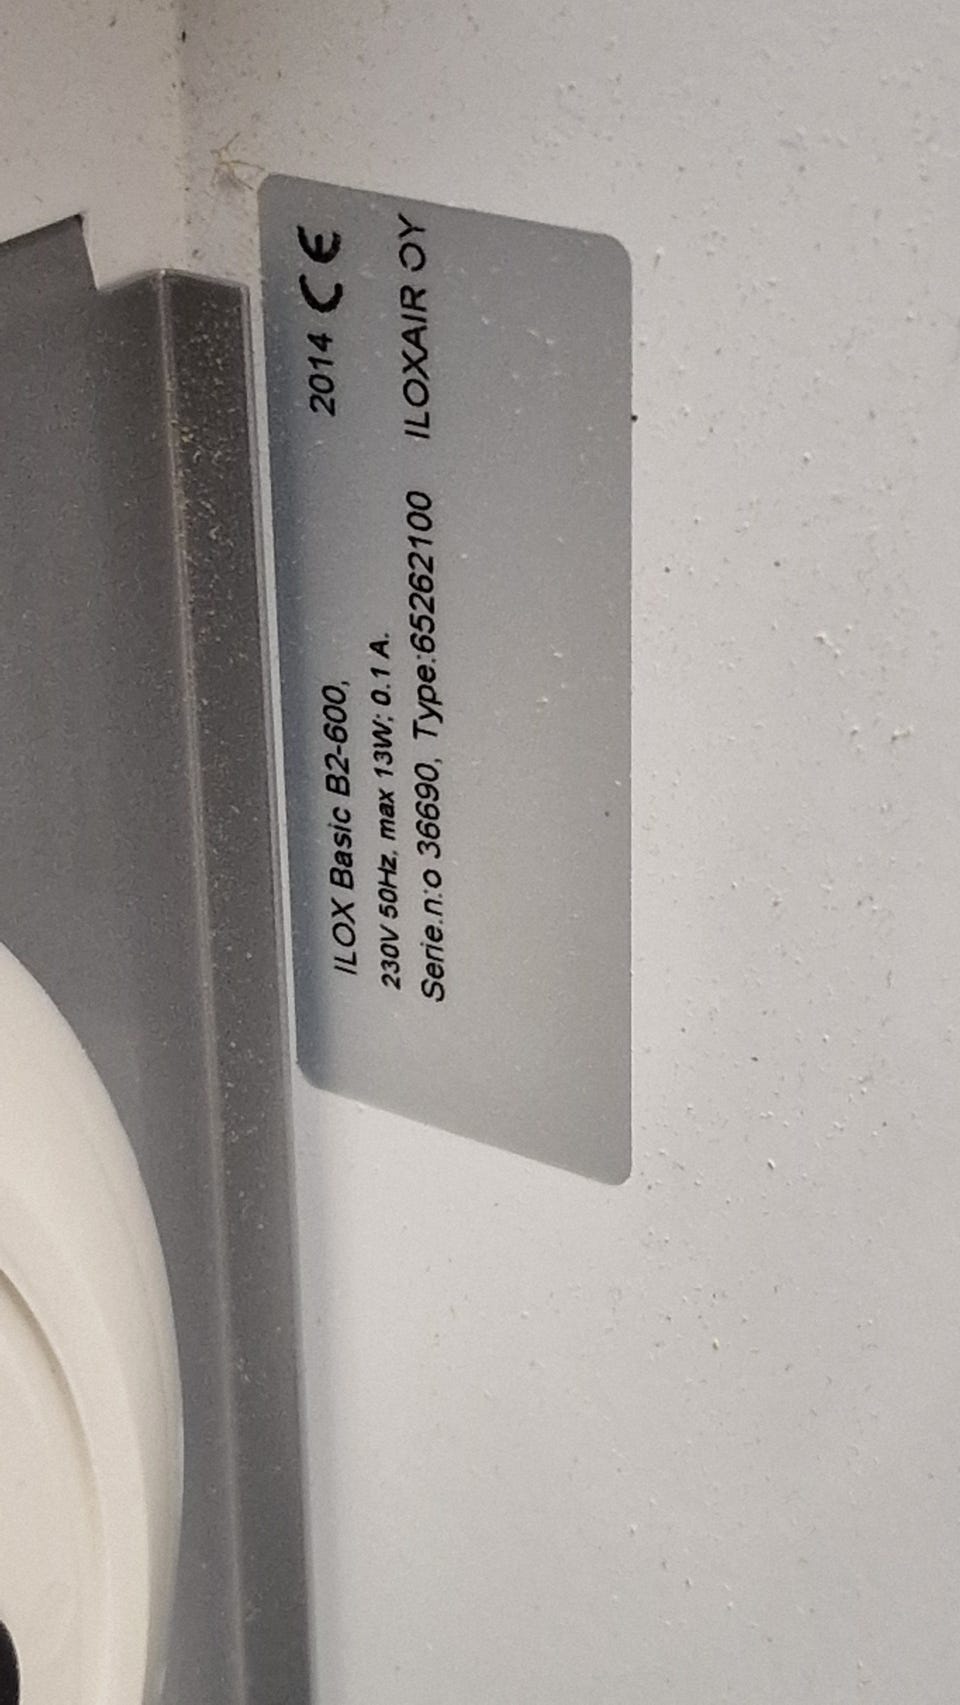 ILOX Basic B2-600, 2014 CE
230V 50Hz, max 13W; 0.1 A.
Serie.n:o 36690, Type:65262100 ILOXAIR OY